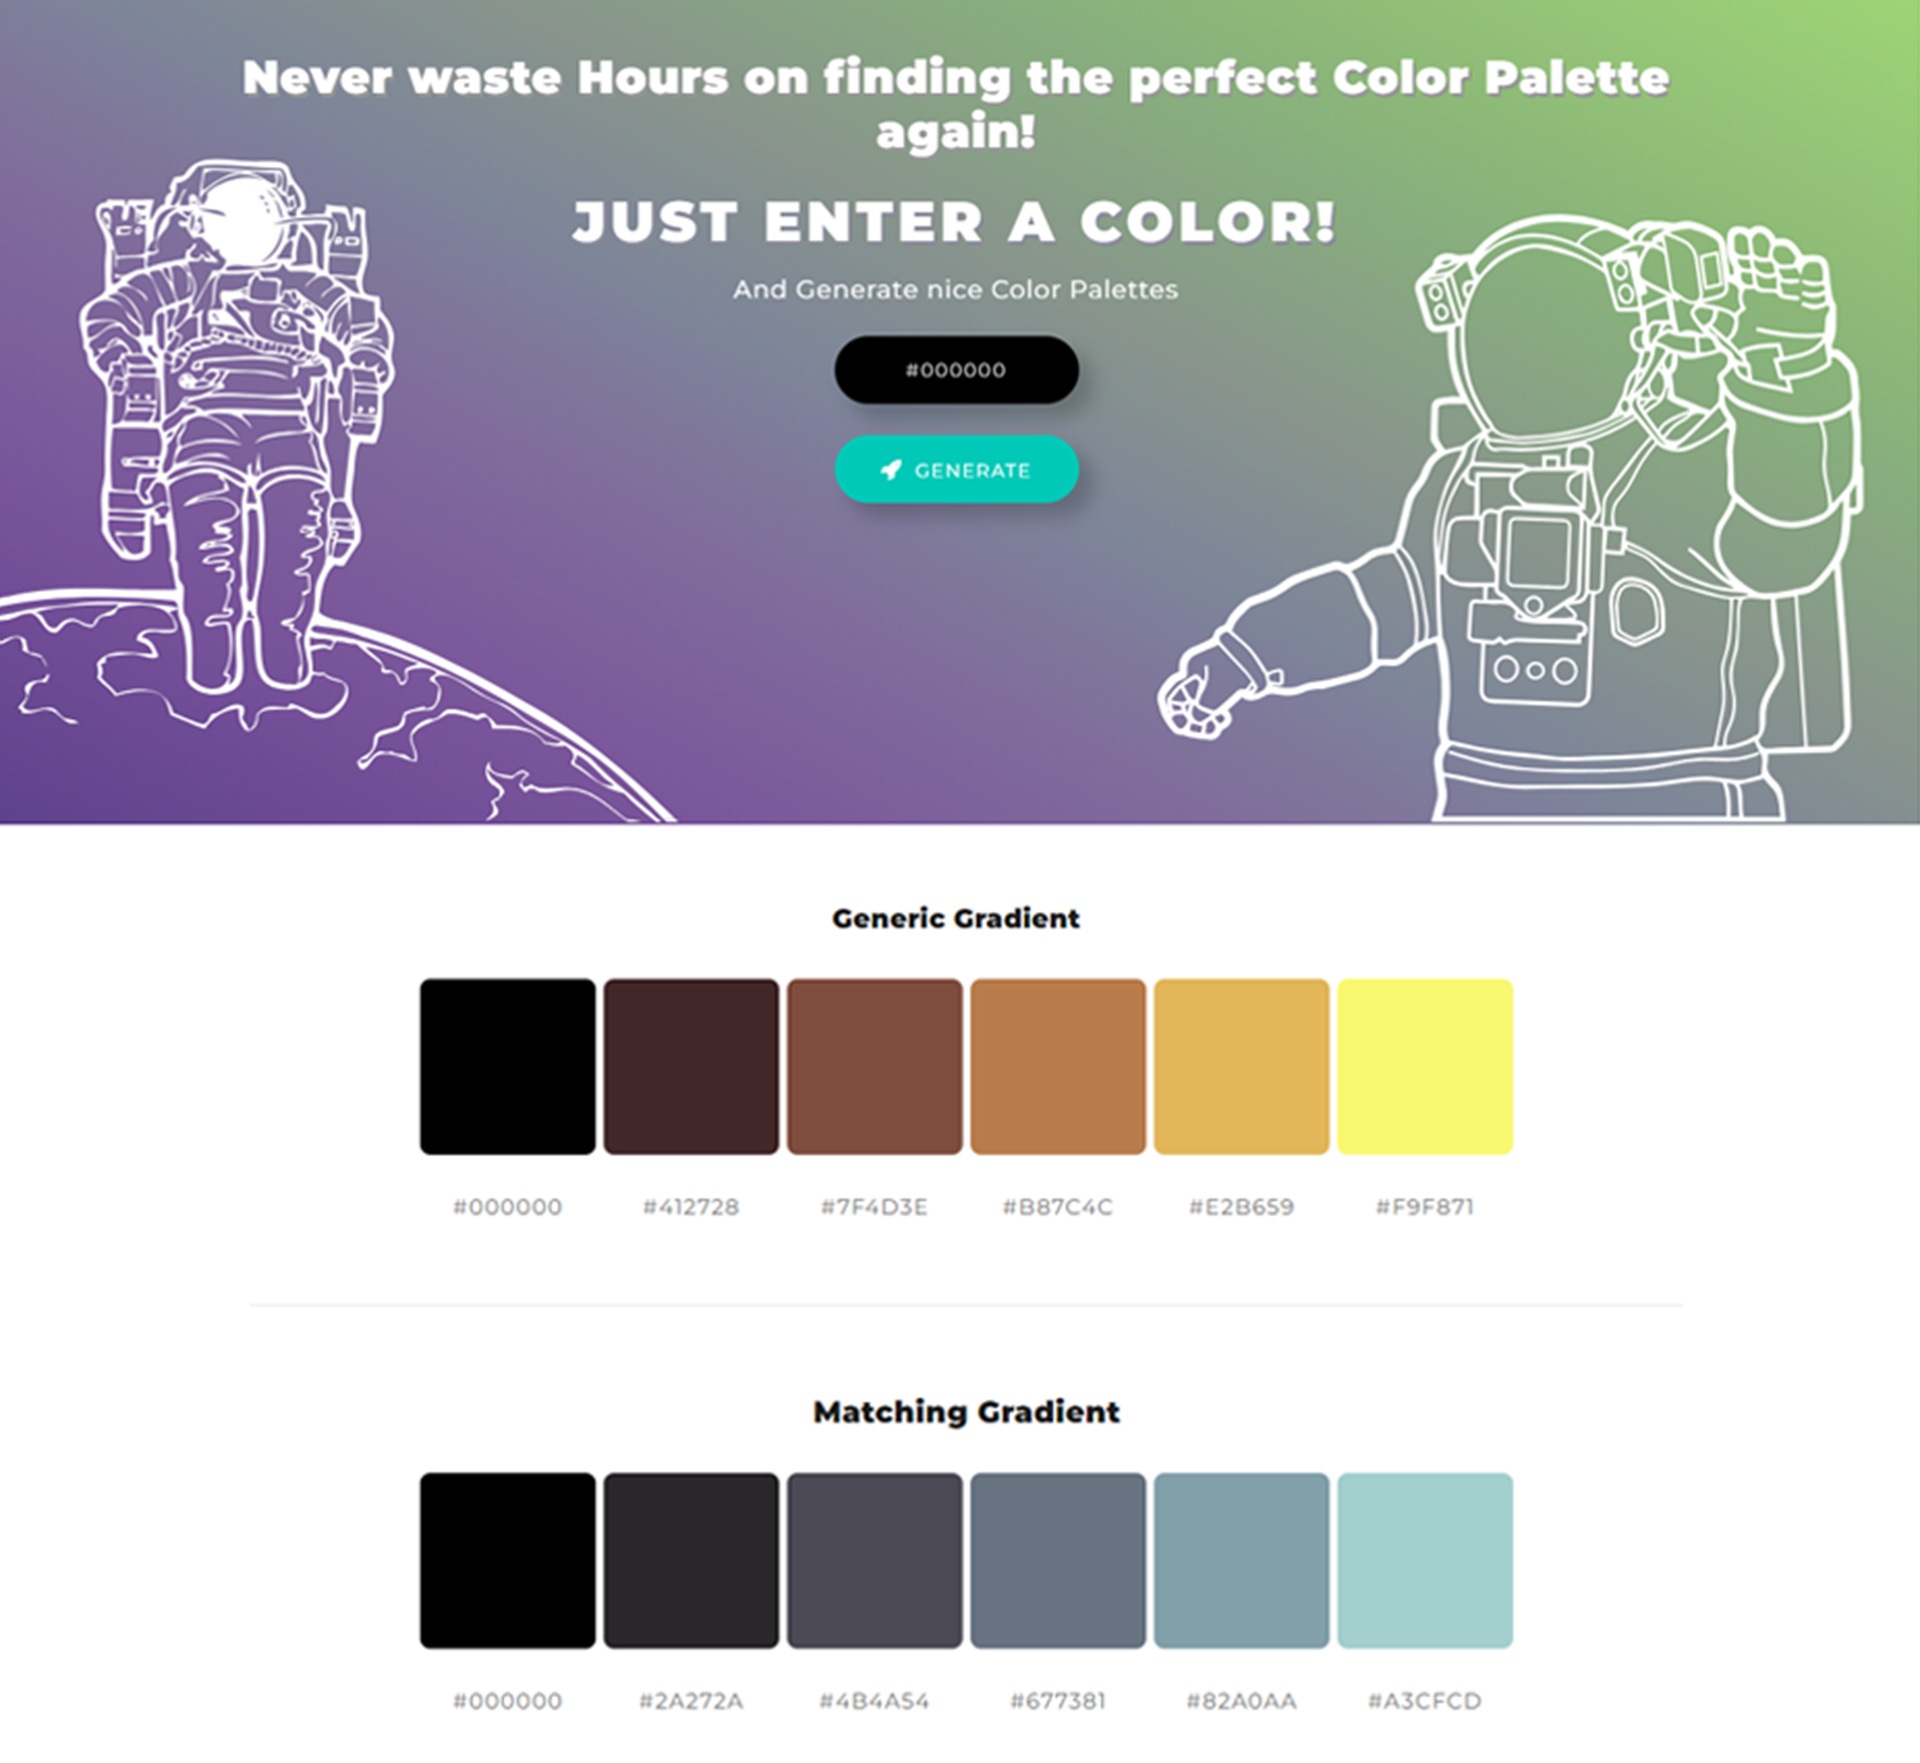 Never waste Hours on finding the perfect Color Palette
again!
JUST ENTER A COLOR!
And Generate nice Color Palettes
#000000
GENERATE
Generic Gradient
#000000 #412728 #7F4D3E #B87C4C #E2B659 #F9F871
Matching Gradient
#000000 #2A272A #4B4A54 #677381 #82A0AA #A3CFCD